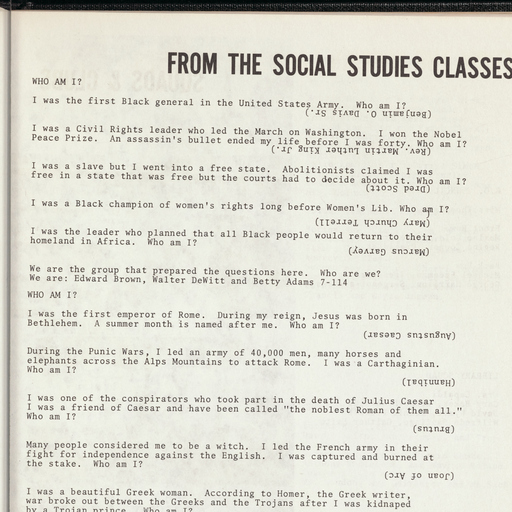 FROM THE SOCIAL STUDIES CLASSES
WHO AM I?
I was the first Black general in the United States Army. Who am I?
(Benjamin O. Davis Sr.)
I was a Civil Rights leader who led the March on Washington. I won the Nobel
Peace Prize. An assassin's bullet ended my life before I was forty. Who am I?
(Rev. Martin Luther King Jr.)
I was a slave but I went into a free state. Abolitionists claimed I was
free in a state that was free but the courts had to decide about it. Who am I?
(Dred Scott)
I was a Black champion of women's rights long before Women's Lib. Who am I?
(Mary Church Terrell)
I was the leader who planned that all Black people would return to their
homeland in Africa. Who am I?
(Marcus Garvey)
We are the group that prepared the questions here. Who are we?
We are: Edward Brown, Walter DeWitt and Betty Adams 7-114
WHO AM I?
I was the first emperor of Rome. During my reign, Jesus was born in
Bethlehem. A summer month is named after me. Who am I?
(Augustus Caesar)
During the Punic Wars, I led an army of 40,000 men, many horses and
elephants across the Alps Mountains to attack Rome. I was a Carthaginian.
Who am I?
(Hannibal)
I was one of the conspirators who took part in the death of Julius Caesar
I was a friend of Caesar and have been called "the noblest Roman of them all."
Who am I?
(Brutus)
Many people considered me to be a witch. I led the French army in their
fight for independence against the English. I was captured and burned at
the stake. Who am I?
(Joan of Arc)
I was a beautiful Greek woman. According to Homer, the Greek writer,
war broke out between the Greeks and the Trojans after I was kidnaped
by a Trojan prince. Who am I?